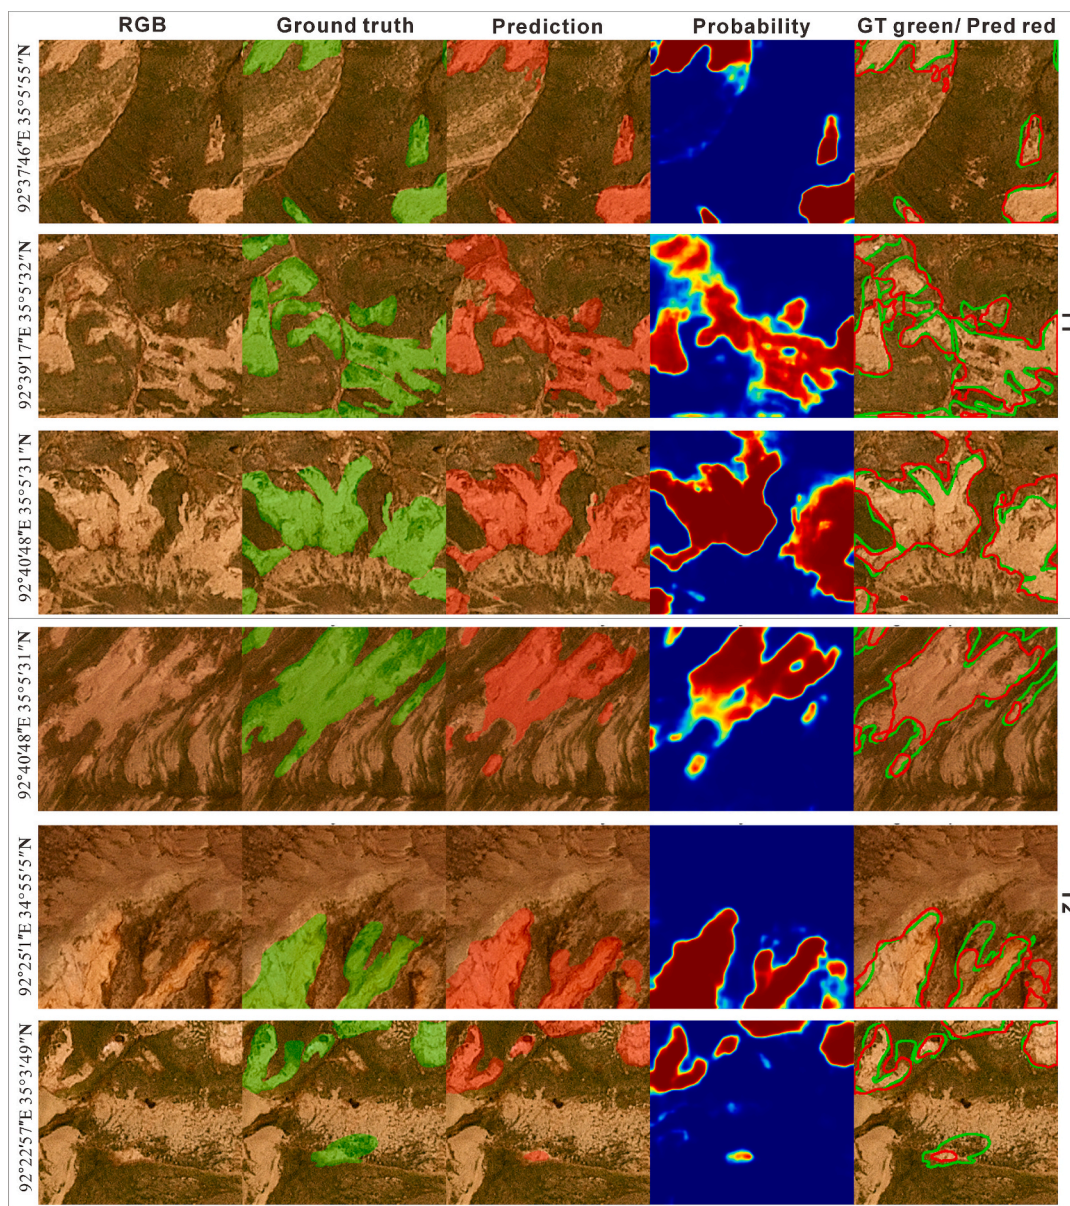 RGB Ground truth Prediction Probability GT green/ Pred red
92°37′46″E 35°5′55″N
92°39′17″E 35°5′32″N
92°40′48″E 35°5′31″N
92°40′48″E 35°5′31″N
92°25′1″E 34°55′5″N
92°22′57″E 35°3′49″N